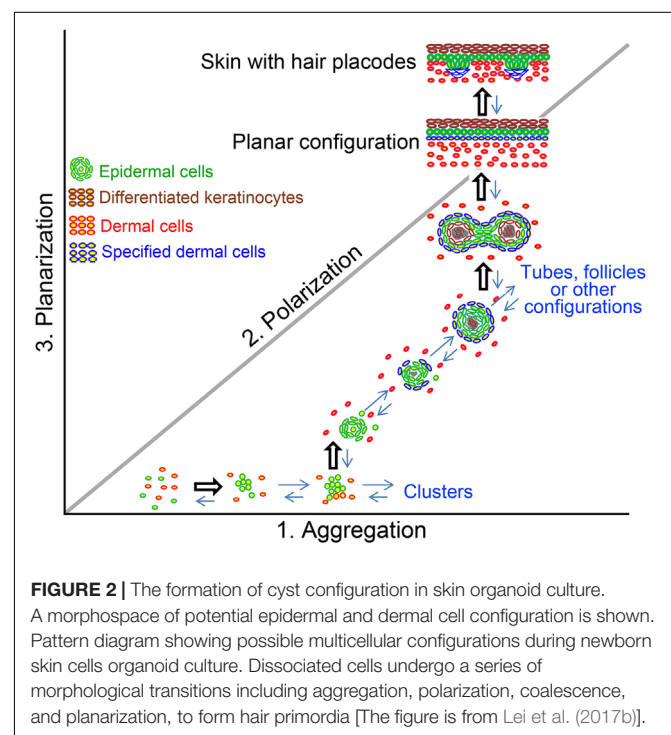 Skin with hair placodes
Planar configuration
Epidermal cells
Differentiated keratinocytes
Dermal cells
Specified dermal cells
3. Planarization
2. Polarization
Tubes, follicles
or other
configurations
Clusters
1. Aggregation
FIGURE 2 | The formation of cyst configuration in skin organoid culture.
A morphospace of potential epidermal and dermal cell configuration is shown.
Pattern diagram showing possible multicellular configurations during newborn
skin cells organoid culture. Dissociated cells undergo a series of
morphological transitions including aggregation, polarization, coalescence,
and planarization, to form hair primordia [The figure is from Lei et al. (2017b)].